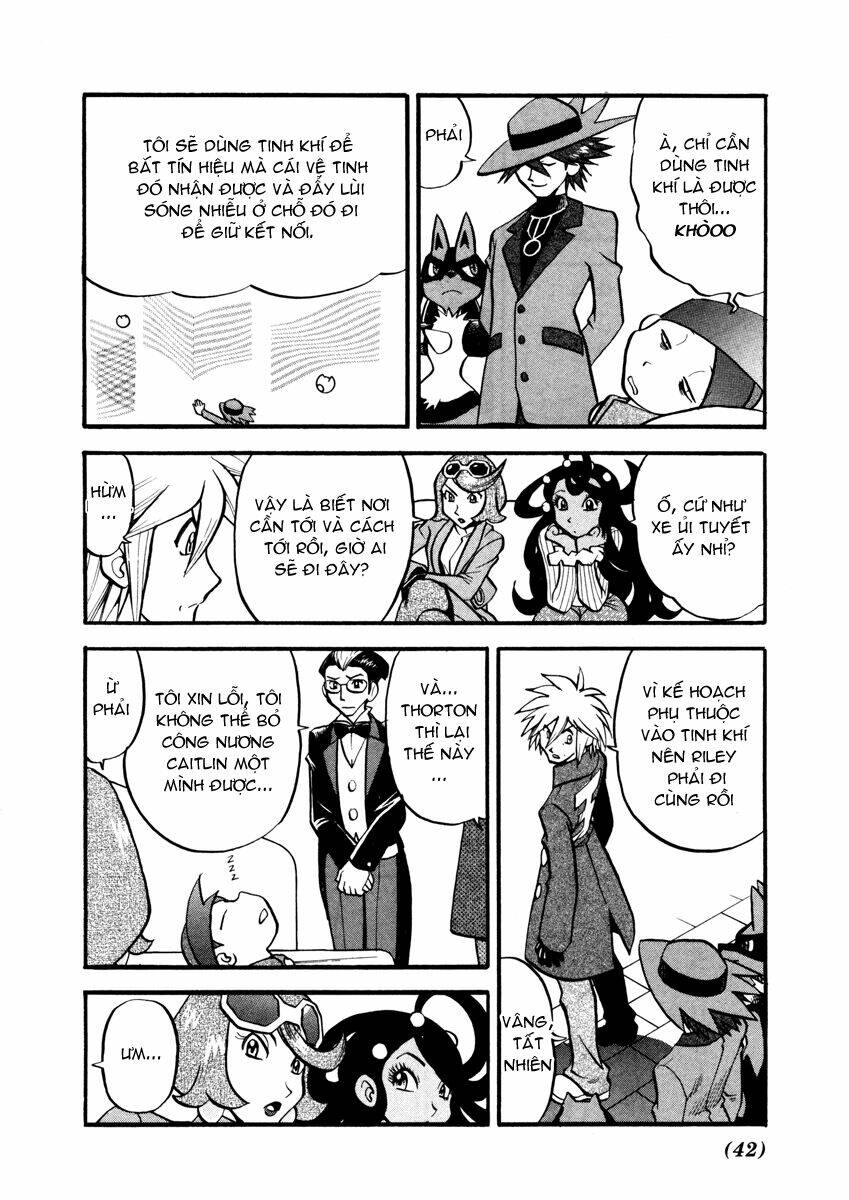 À, CHỈ CẦN
DÙNG TINH
KHÍ LÀ ĐƯỢC
THÔI...
KHÒOO
PHẢI
TÔI SẼ DÙNG TINH KHÍ ĐỂ
BẮT TÍN HIỆU MÀ CÁI VỆ TINH
ĐÓ NHẬN ĐƯỢC VÀ ĐẨY LÙI
SÓNG NHIỄU Ở CHỖ ĐÓ ĐI
ĐỂ GIỮ KẾT NỐI.
Ố, CỨ NHƯ
XE ỦI TUYẾT
ẤY NHỈ?
VẬY LÀ BIẾT NƠI
CẦN TỚI VÀ CÁCH
TỚI RỒI, GIỜ AI
SẼ ĐI ĐÂY?
HỪM
...
VÌ KẾ HOẠCH
PHỤ THUỘC
VÀO TINH KHÍ
NÊN RILEY
PHẢI ĐI
CÙNG RỒI
VÂNG,
TẤT
NHIÊN
VÀ...
THORTON
THÌ LẠI
THẾ NÀY
...
TÔI XIN LỖI, TÔI
KHÔNG THỂ BỎ
CÔNG NƯƠNG
CAITLIN MỘT
MÌNH ĐƯỢC...
Ừ
PHẢI
Z
Z
Z
ƯM...
(42)